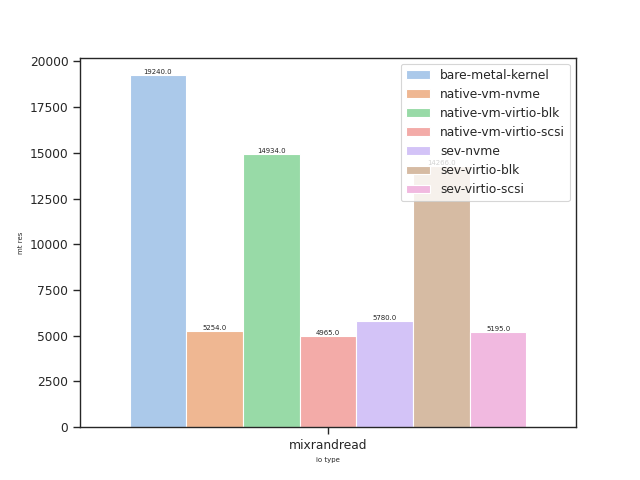 20000
17500
15000
12500
10000
7500
5000
2500
0
mt res
19240.0
5254.0
14934.0
4965.0
5780.0
5195.0
bare-metal-kernel
native-vm-nvme
native-vm-virtio-blk
native-vm-virtio-scsi
sev-nvme
sev-virtio-blk
sev-virtio-scsi
mixrandread
io type